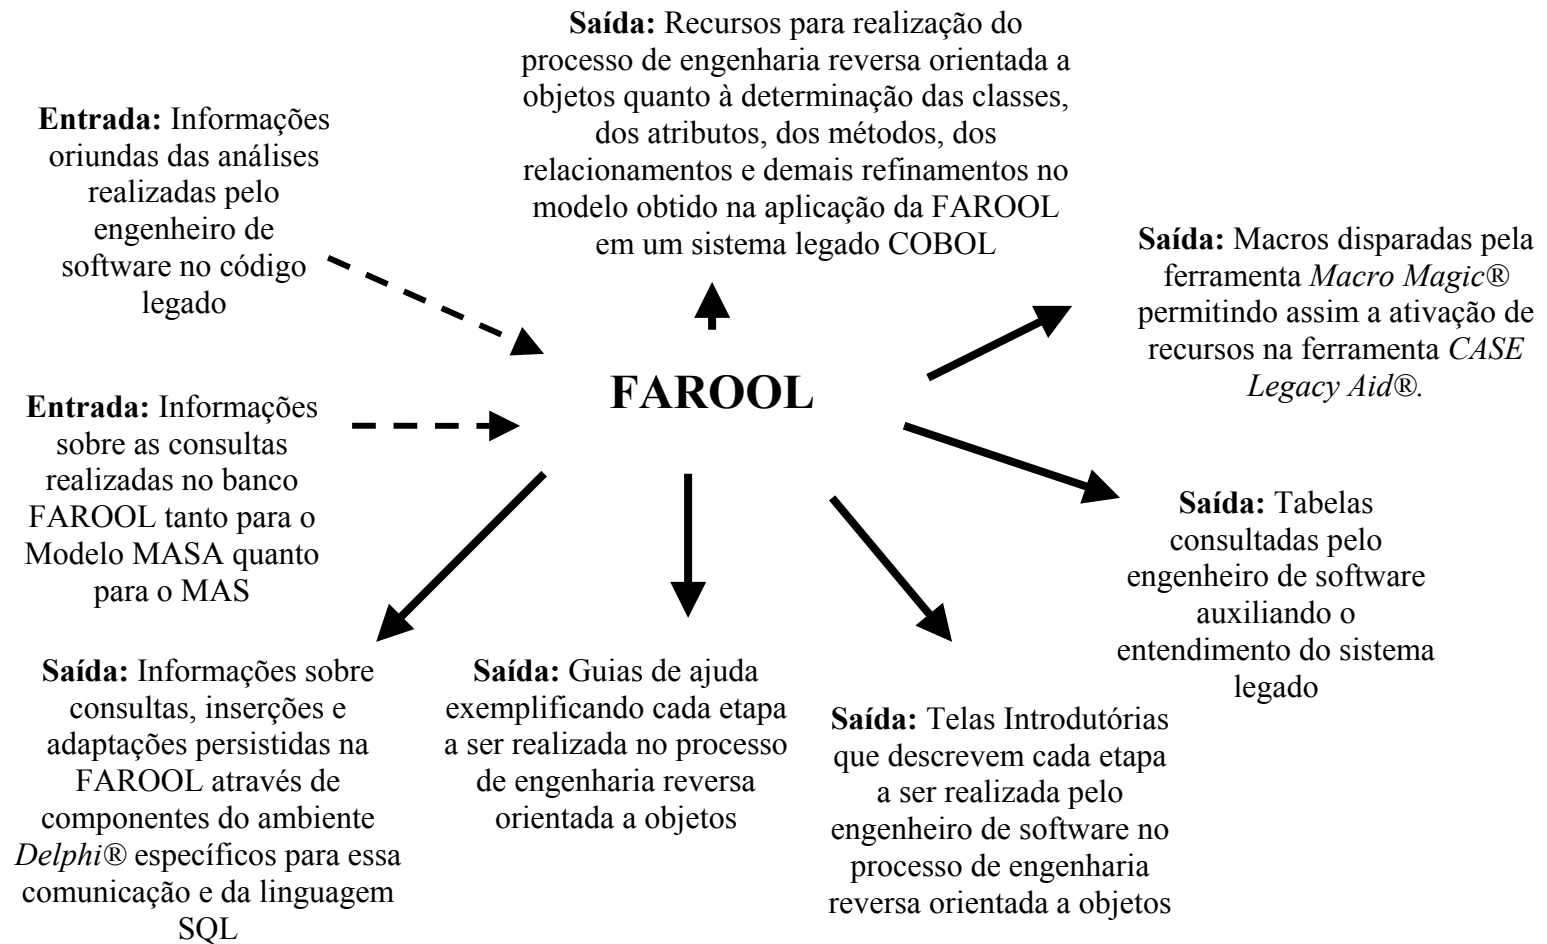 Saída: Recursos para realização do
processo de engenharia reversa orientada a
objetos quanto à determinação das classes,
dos atributos, dos métodos, dos
relacionamentos e demais refinamentos no
modelo obtido na aplicação da FAROOL
em um sistema legado COBOL
Entrada: Informações
oriundas das análises
realizadas pelo
engenheiro de
software no código
legado
Saída: Macros disparadas pela
ferramenta Macro Magic®
permitindo assim a ativação de
recursos na ferramenta CASE
Legacy Aid®.
FAROOL
Entrada: Informações
sobre as consultas
realizadas no banco
FAROOL tanto para o
Modelo MASA quanto
para o MAS
Saída: Tabelas
consultadas pelo
engenheiro de software
auxiliando o
entendimento do sistema
legado
Saída: Informações sobre
consultas, inserções e
adaptações persistidas na
FAROOL através de
componentes do ambiente
Delphi® específicos para essa
comunicação e da linguagem
SQL
Saída: Guias de ajuda
exemplificando cada etapa
a ser realizada no processo
de engenharia reversa
orientada a objetos
Saída: Telas Introdutórias
que descrevem cada etapa
a ser realizada pelo
engenheiro de software no
processo de engenharia
reversa orientada a objetos